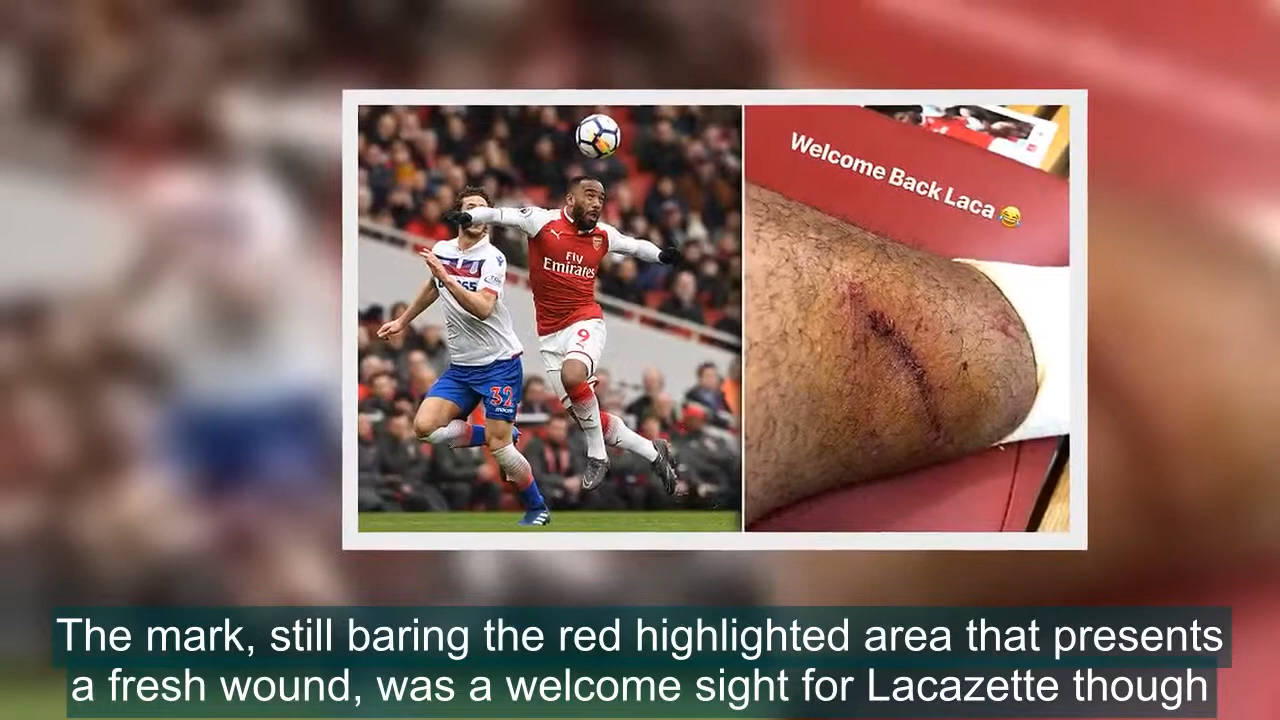 Welcome Back Laca 😂
Fly
Emirates
9
32
The mark, still baring the red highlighted area that presents
a fresh wound, was a welcome sight for Lacazette though